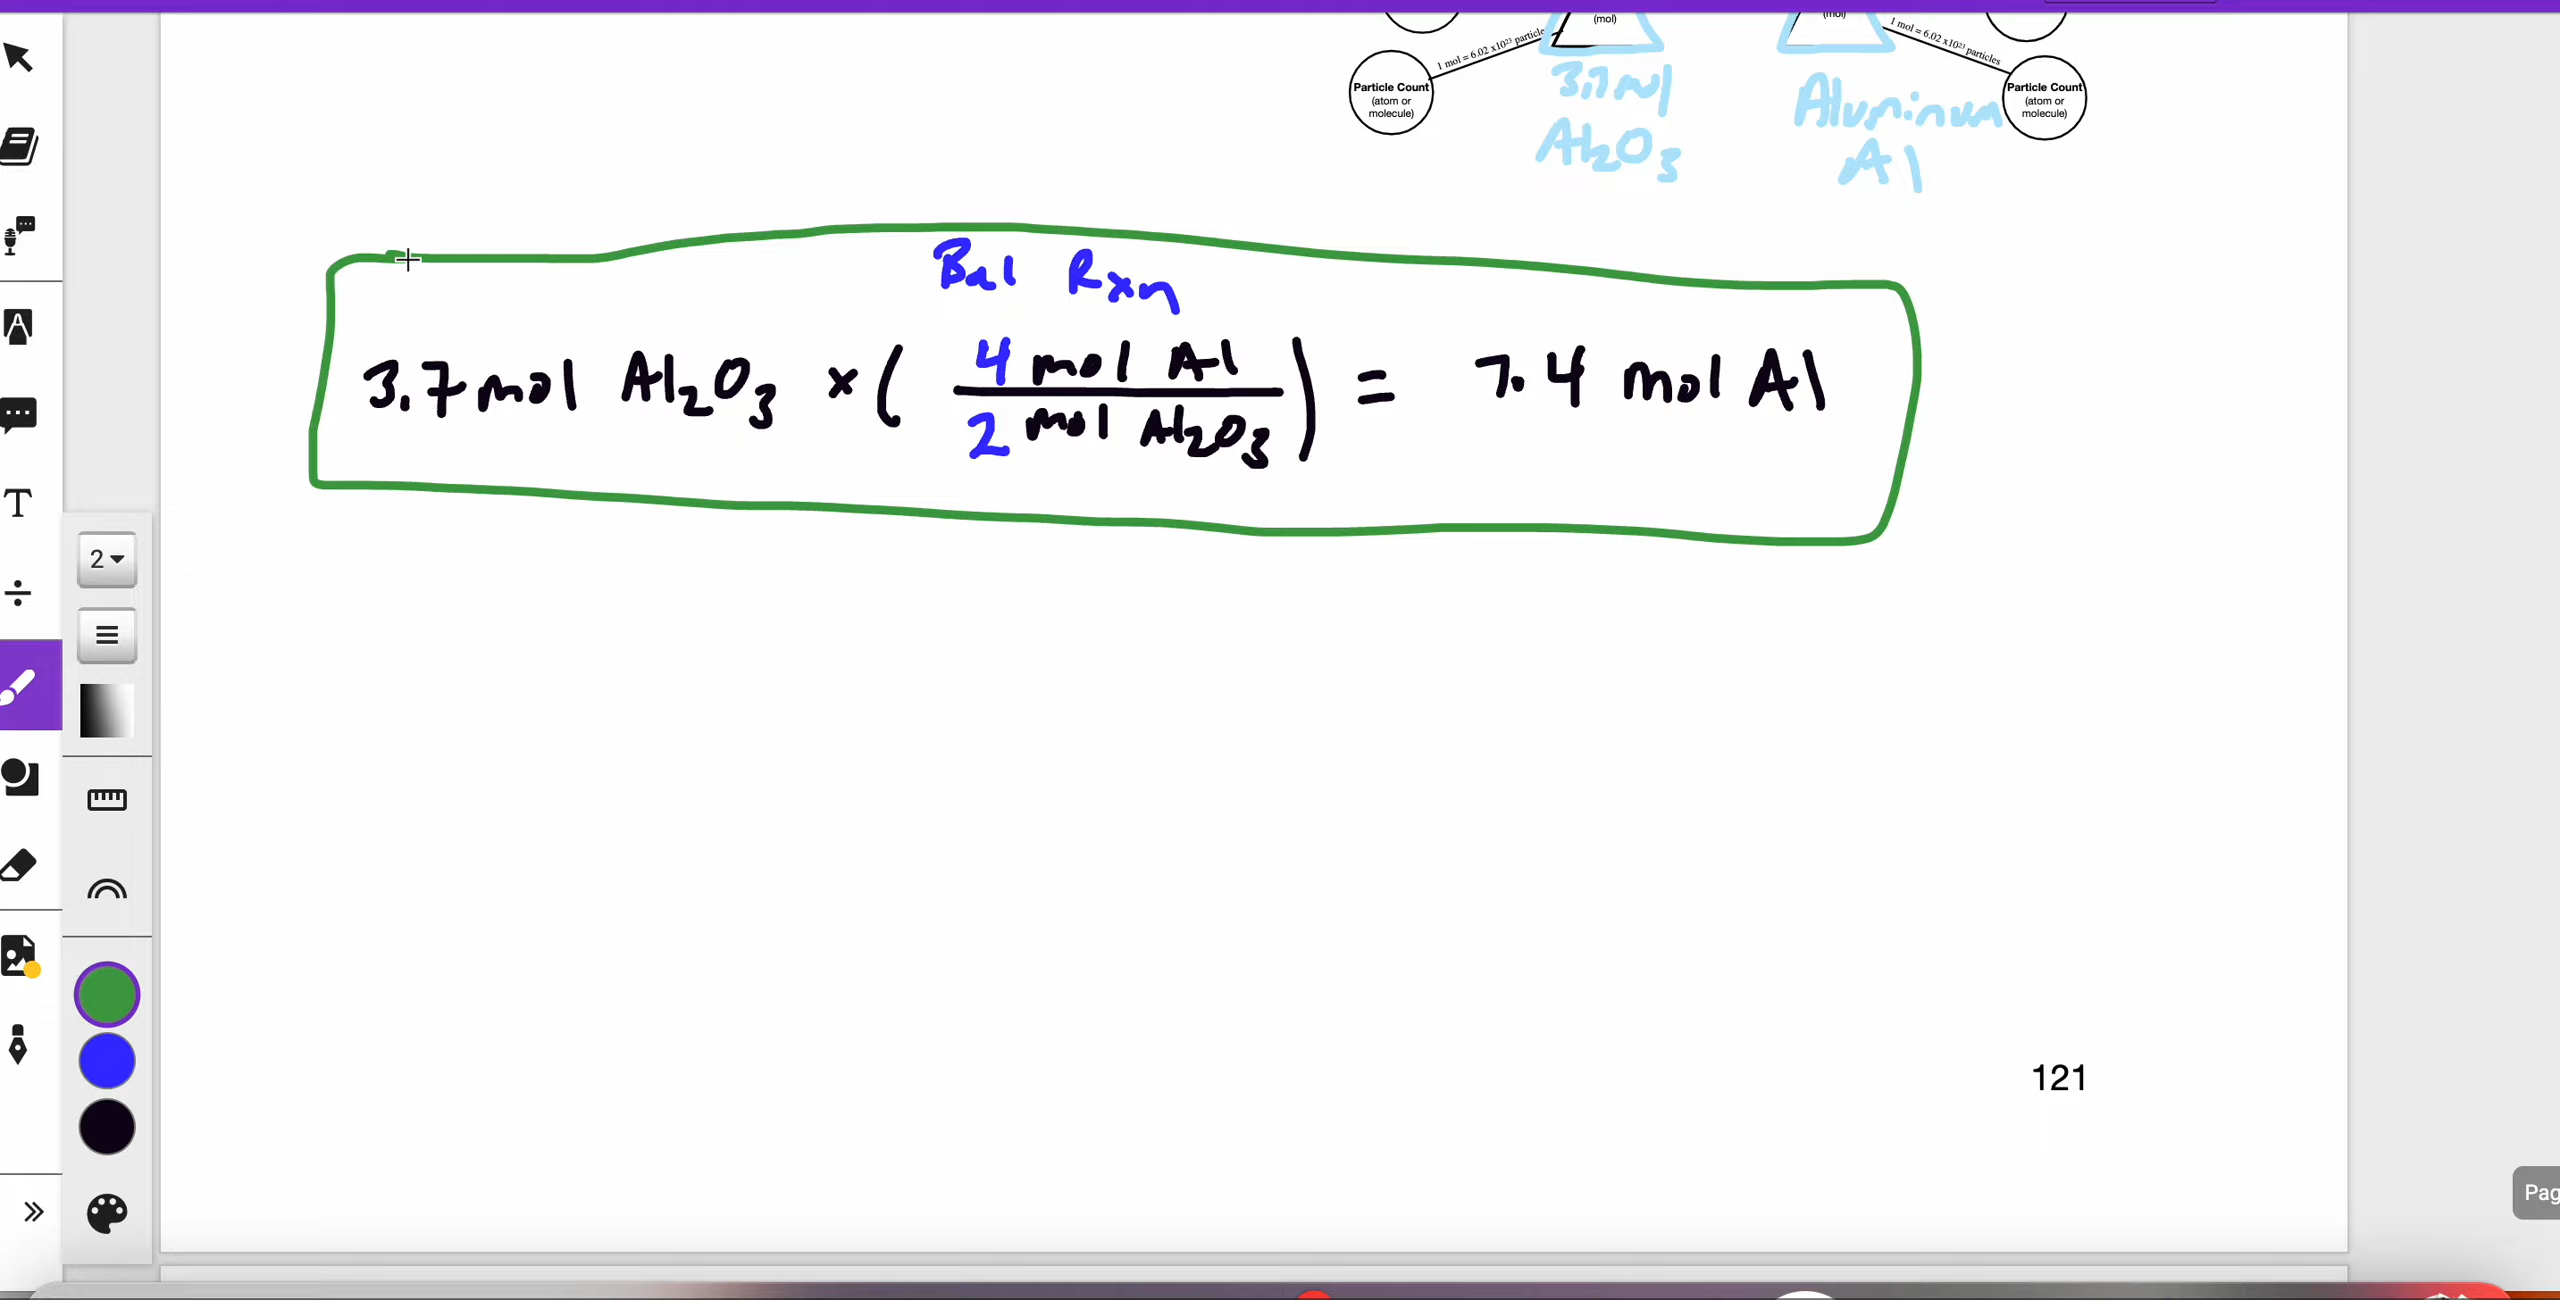 (mol)
(mol)
1 mol = 6.02 x10²³ particle
1 mol = 6.02 x10²³ particles
Particle Count
(atom or
molecule)
3.7 mol
Al₂O₃
Aluminum
Al
Particle Count
(atom or
molecule)
Bal Rxn
3.7 mol Al₂O₃ × ( 4 mol Al / 2 mol Al₂O₃ ) = 7.4 mol Al
T
2
121
Pag